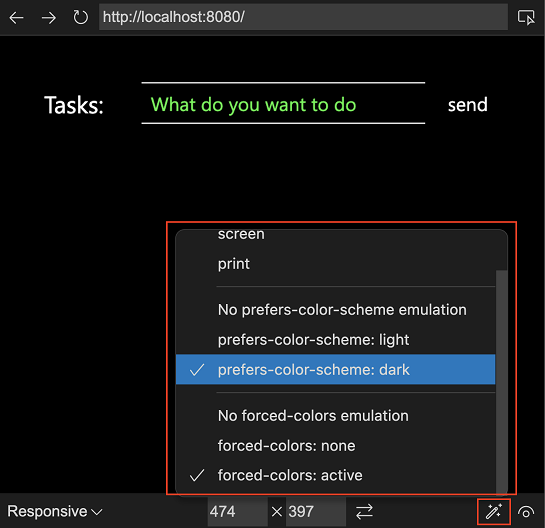 http://localhost:8080/
Tasks: What do you want to do send
screen
print
No prefers-color-scheme emulation
prefers-color-scheme: light
prefers-color-scheme: dark
No forced-colors emulation
forced-colors: none
forced-colors: active
Responsive 474 × 397